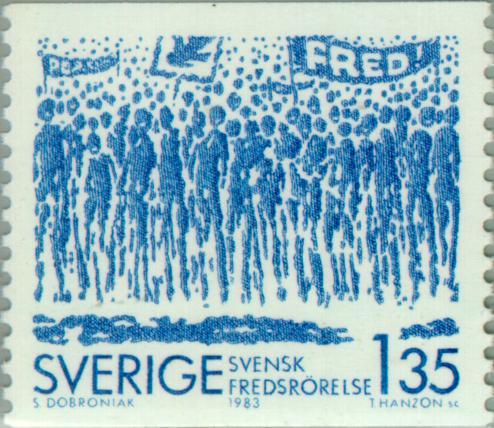 FRED!
SVERIGE SVENSK FREDSRÖRELSE 135
S. DOBRONIAK 1983 T. HANZON sc